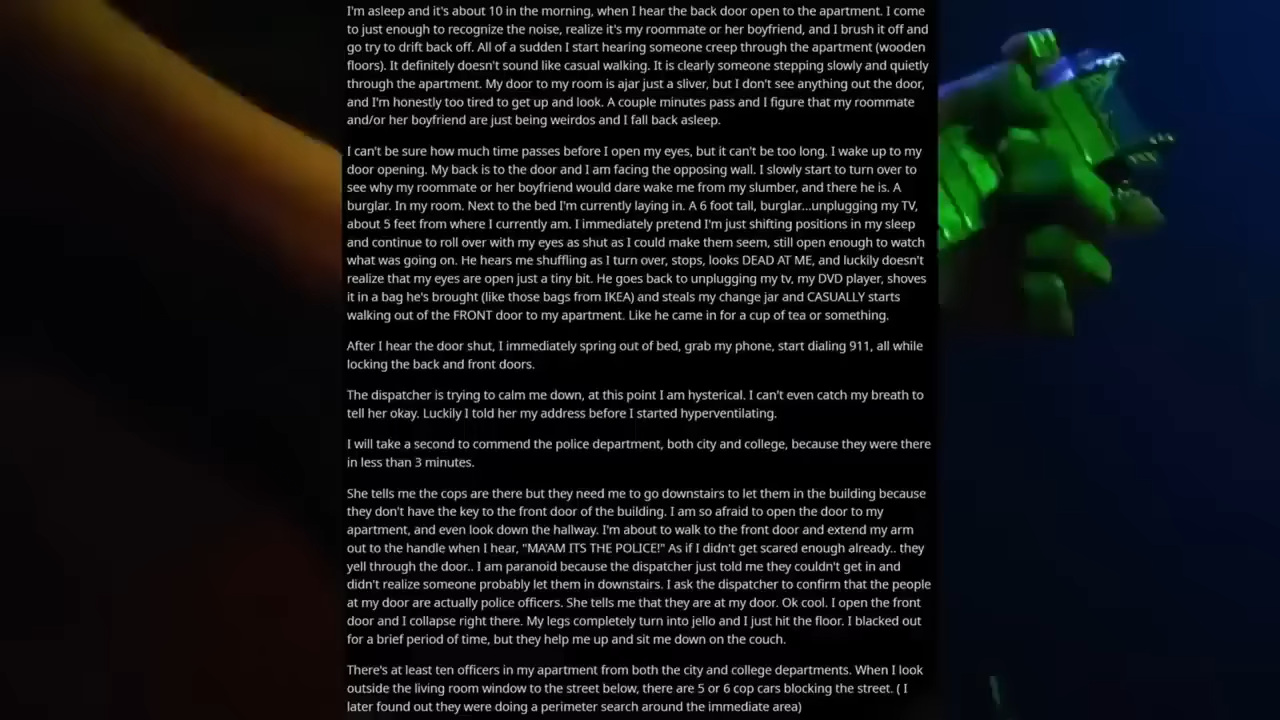 I'm asleep and it's about 10 in the morning, when I hear the back door open to the apartment. I come
to just enough to recognize the noise, realize it's my roommate or her boyfriend, and I brush it off and
go try to drift back off. All of a sudden I start hearing someone creep through the apartment (wooden
floors). It definitely doesn't sound like casual walking. It is clearly someone stepping slowly and quietly
through the apartment. My door to my room is ajar just a sliver, but I don't see anything out the door,
and I'm honestly too tired to get up and look. A couple minutes pass and I figure that my roommate
and/or her boyfriend are just being weirdos and I fall back asleep.
I can't be sure how much time passes before I open my eyes, but it can't be too long. I wake up to my
door opening. My back is to the door and I am facing the opposing wall. I slowly start to turn over to
see why my roommate or her boyfriend would dare wake me from my slumber, and there he is. A
burglar. In my room. Next to the bed I'm currently laying in. A 6 foot tall, burglar...unplugging my TV,
about 5 feet from where I currently am. I immediately pretend I'm just shifting positions in my sleep
and continue to roll over with my eyes as shut as I could make them seem, still open enough to watch
what was going on. He hears me shuffling as I turn over, stops, looks DEAD AT ME, and luckily doesn't
realize that my eyes are open just a tiny bit. He goes back to unplugging my tv, my DVD player, shoves
it in a bag he's brought (like those bags from IKEA) and steals my change jar and CASUALLY starts
walking out of the FRONT door to my apartment. Like he came in for a cup of tea or something.
After I hear the door shut, I immediately spring out of bed, grab my phone, start dialing 911, all while
locking the back and front doors.
The dispatcher is trying to calm me down, at this point I am hysterical. I can't even catch my breath to
tell her okay. Luckily I told her my address before I started hyperventilating.
I will take a second to commend the police department, both city and college, because they were there
in less than 3 minutes.
She tells me the cops are there but they need me to go downstairs to let them in the building because
they don't have the key to the front door of the building. I am so afraid to open the door to my
apartment, and even look down the hallway. I'm about to walk to the front door and extend my arm
out to the handle when I hear, "MA'AM ITS THE POLICE!" As if I didn't get scared enough already.. they
yell through the door.. I am paranoid because the dispatcher just told me they couldn't get in and
didn't realize someone probably let them in downstairs. I ask the dispatcher to confirm that the people
at my door are actually police officers. She tells me that they are at my door. Ok cool. I open the front
door and I collapse right there. My legs completely turn into jello and I just hit the floor. I blacked out
for a brief period of time, but they help me up and sit me down on the couch.
There's at least ten officers in my apartment from both the city and college departments. When I look
outside the living room window to the street below, there are 5 or 6 cop cars blocking the street. ( I
later found out they were doing a perimeter search around the immediate area)